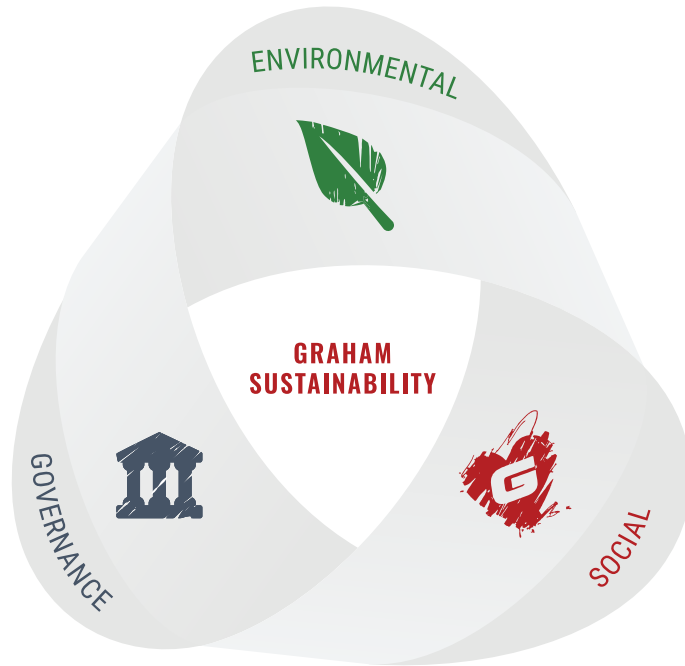 ENVIRONMENTAL
GRAHAM
SUSTAINABILITY
G
GOVERNANCE
SOCIAL